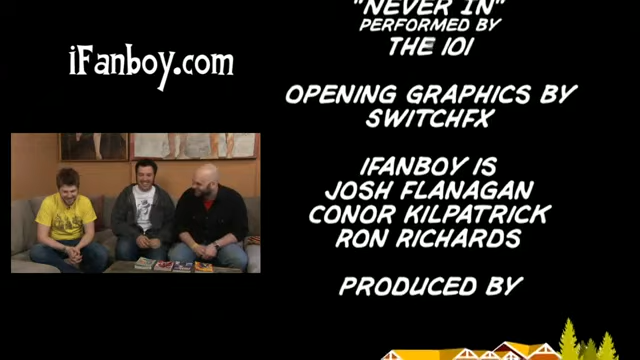 iFanboy.com
"NEVER IN"
PERFORMED BY
THE 101
OPENING GRAPHICS BY
SWITCHFX
IFANBOY IS
JOSH FLANAGAN
CONOR KILPATRICK
RON RICHARDS
PRODUCED BY